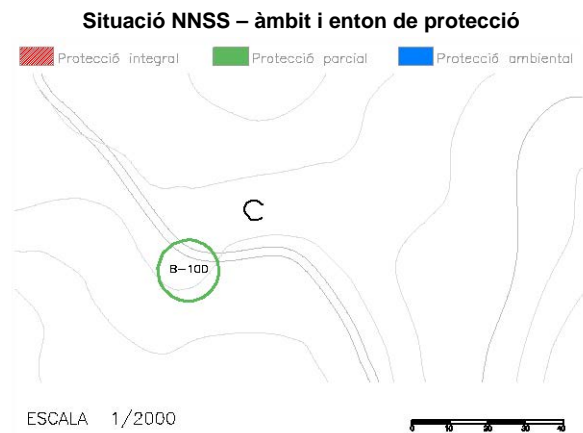 Situació NNSS – àmbit i enton de protecció
Protecció integral Protecció parcial Protecció ambiental
C
B-100
ESCALA 1/2000
0 10 20 30 40